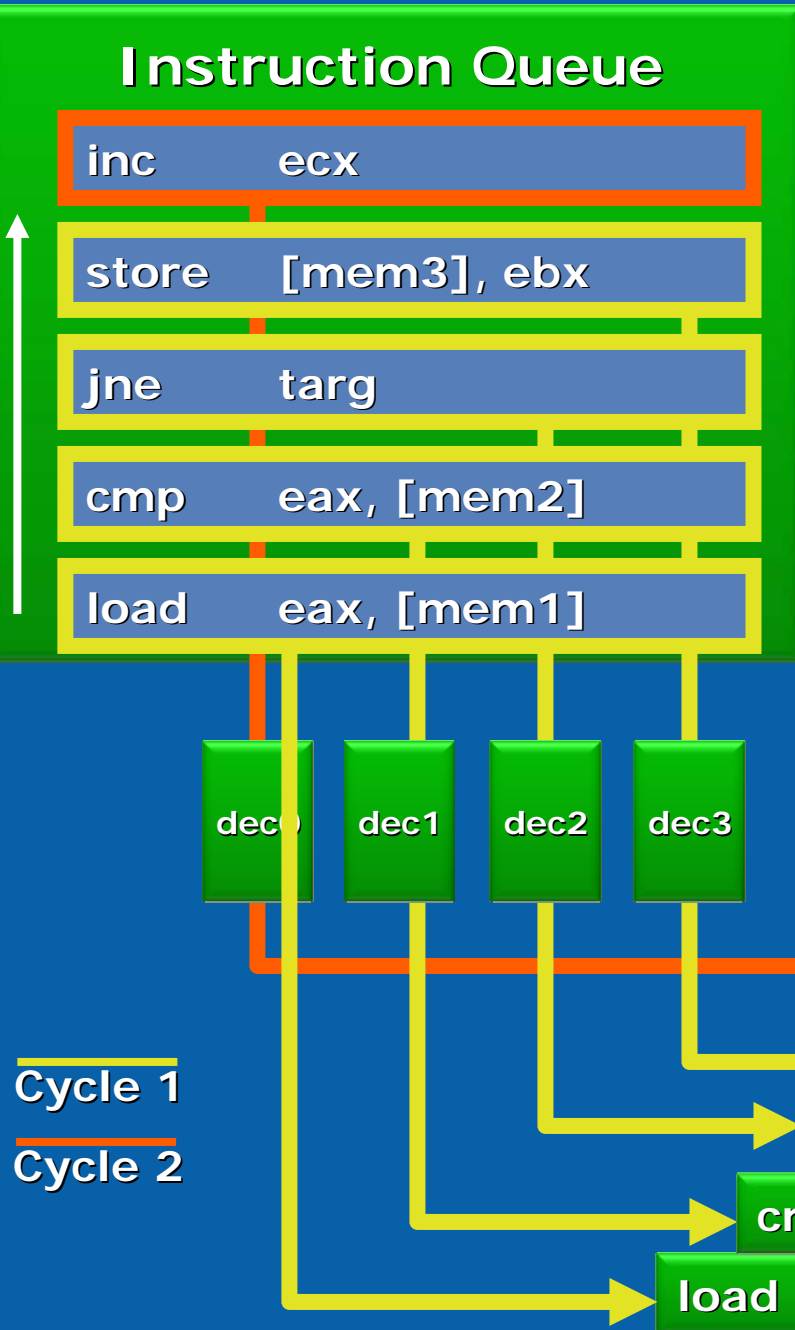 Instruction Queue
inc ecx
store [mem3], ebx
jne targ
cmp eax, [mem2]
load eax, [mem1]
dec0 dec1 dec2 dec3
Cycle 1
Cycle 2
load